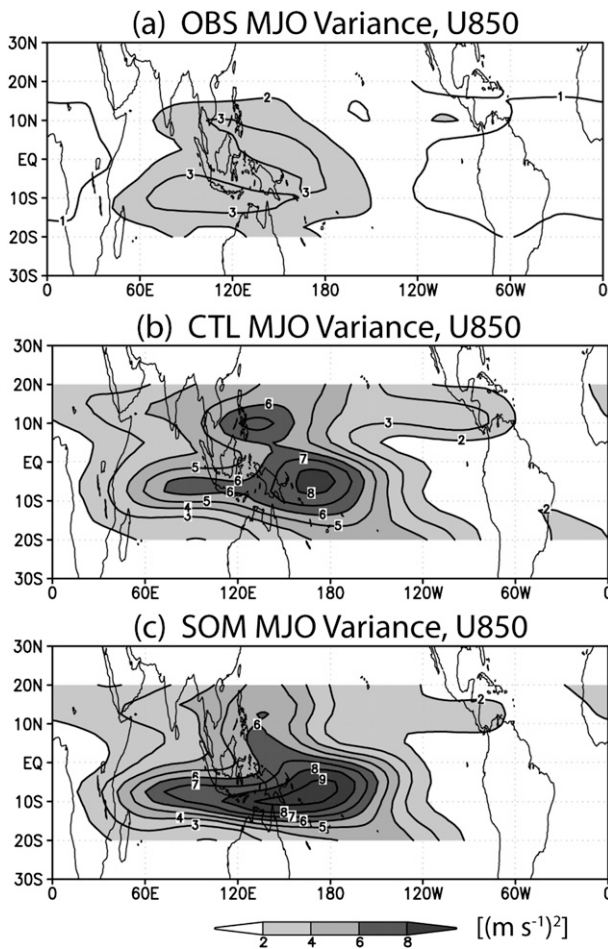 (a) OBS MJO Variance, U850
30N
20N
10N
EQ
10S
20S
30S
2
3
3
3
3
1
1
0
60E
120E
180
120W
60W
0
(b) CTL MJO Variance, U850
30N
20N
10N
EQ
10S
20S
30S
6
3
2
7
5
6
8
6
5
4
3
6
5
2
0
60E
120E
180
120W
60W
0
(c) SOM MJO Variance, U850
30N
20N
10N
EQ
10S
20S
30S
2
6
8
6
7
9
8
7
4
6
3
5
0
60E
120E
180
120W
60W
0
2 4 6 8 [(m s⁻¹)²]